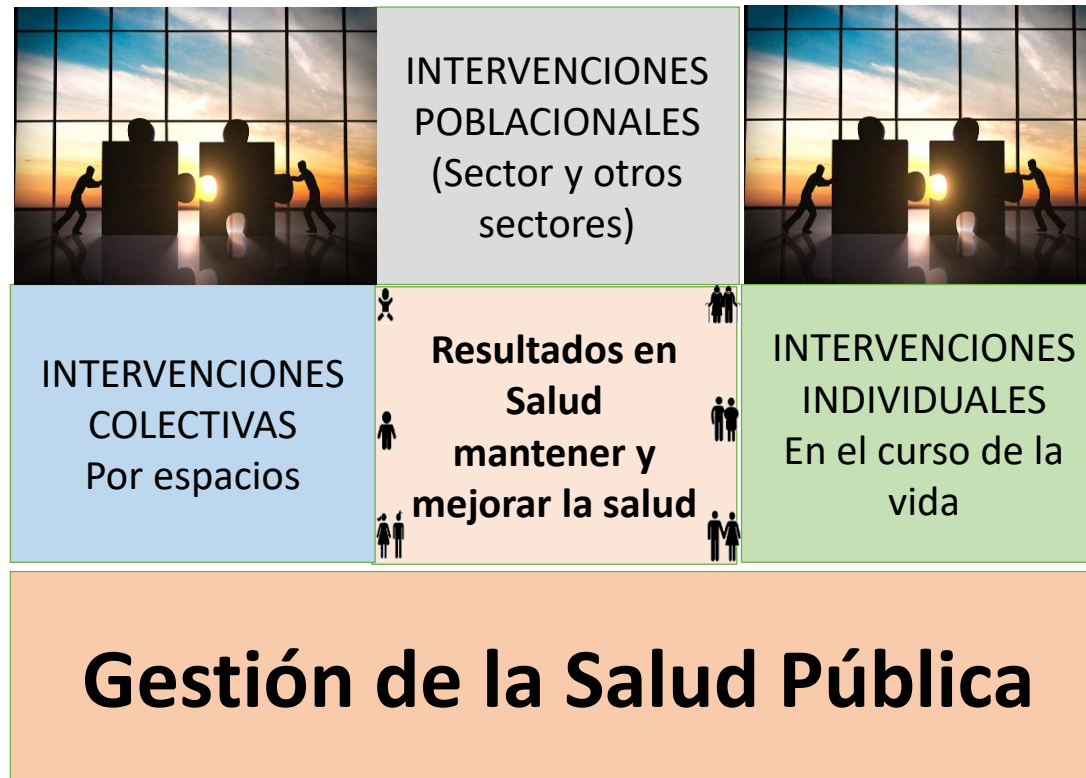 INTERVENCIONES
POBLACIONALES
(Sector y otros
sectores)
INTERVENCIONES
COLECTIVAS
Por espacios
Resultados en
Salud
mantener y
mejorar la salud
INTERVENCIONES
INDIVIDUALES
En el curso de la
vida
Gestión de la Salud Pública